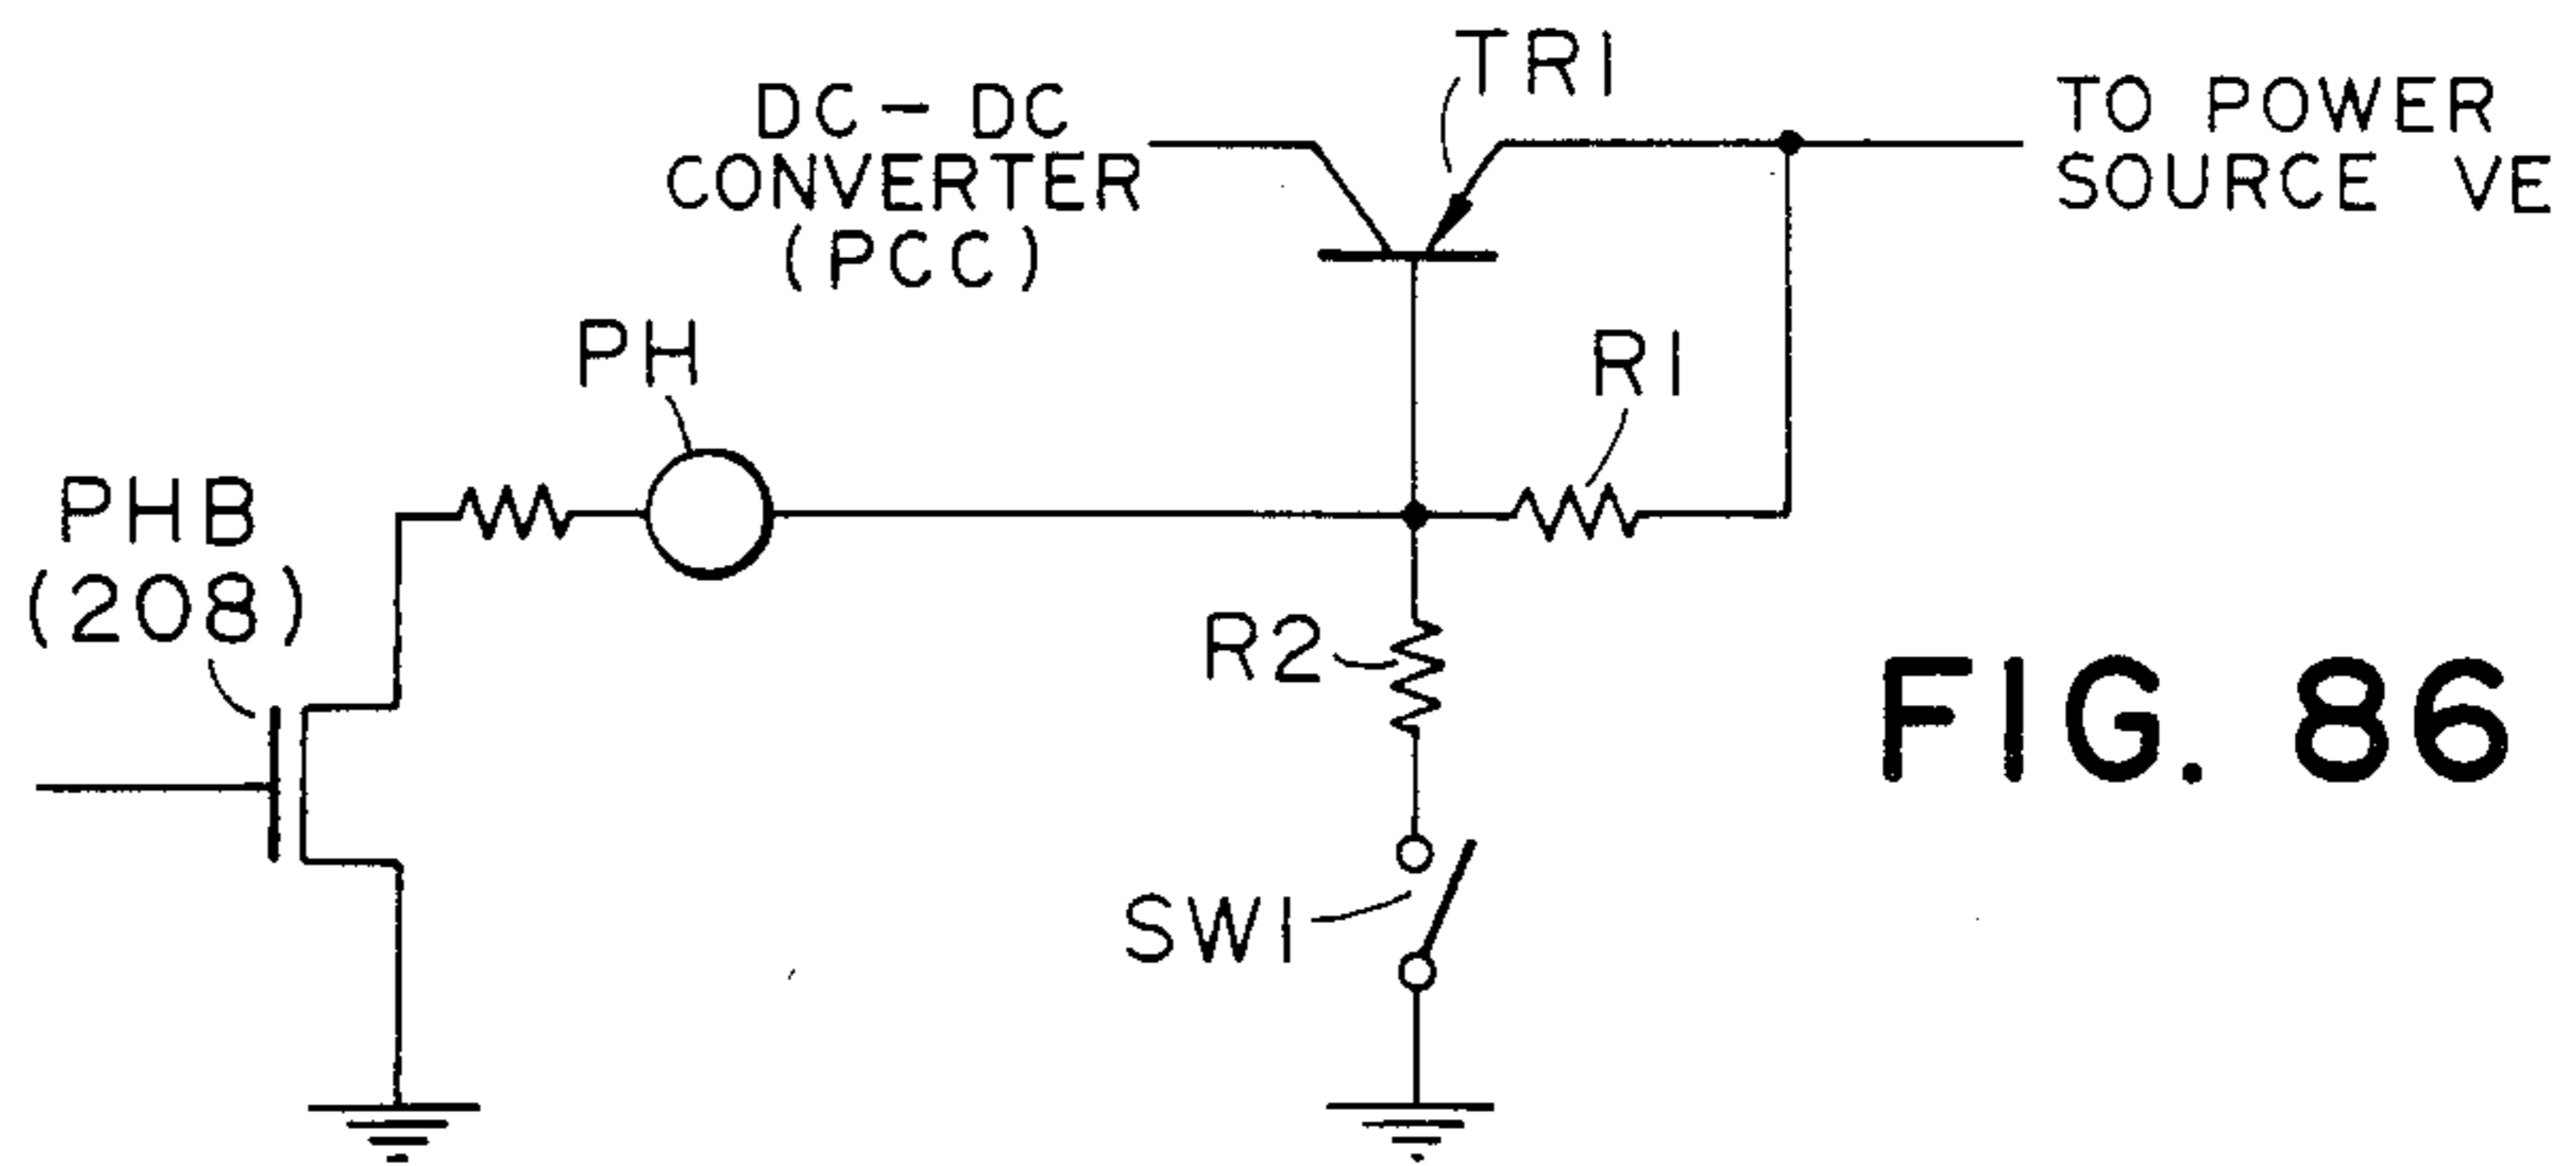 TR1
DC-DC
CONVERTER
(PCC)
TO POWER
SOURCE VE
PH
R1
PHB
(208)
R2
SW1
FIG. 86